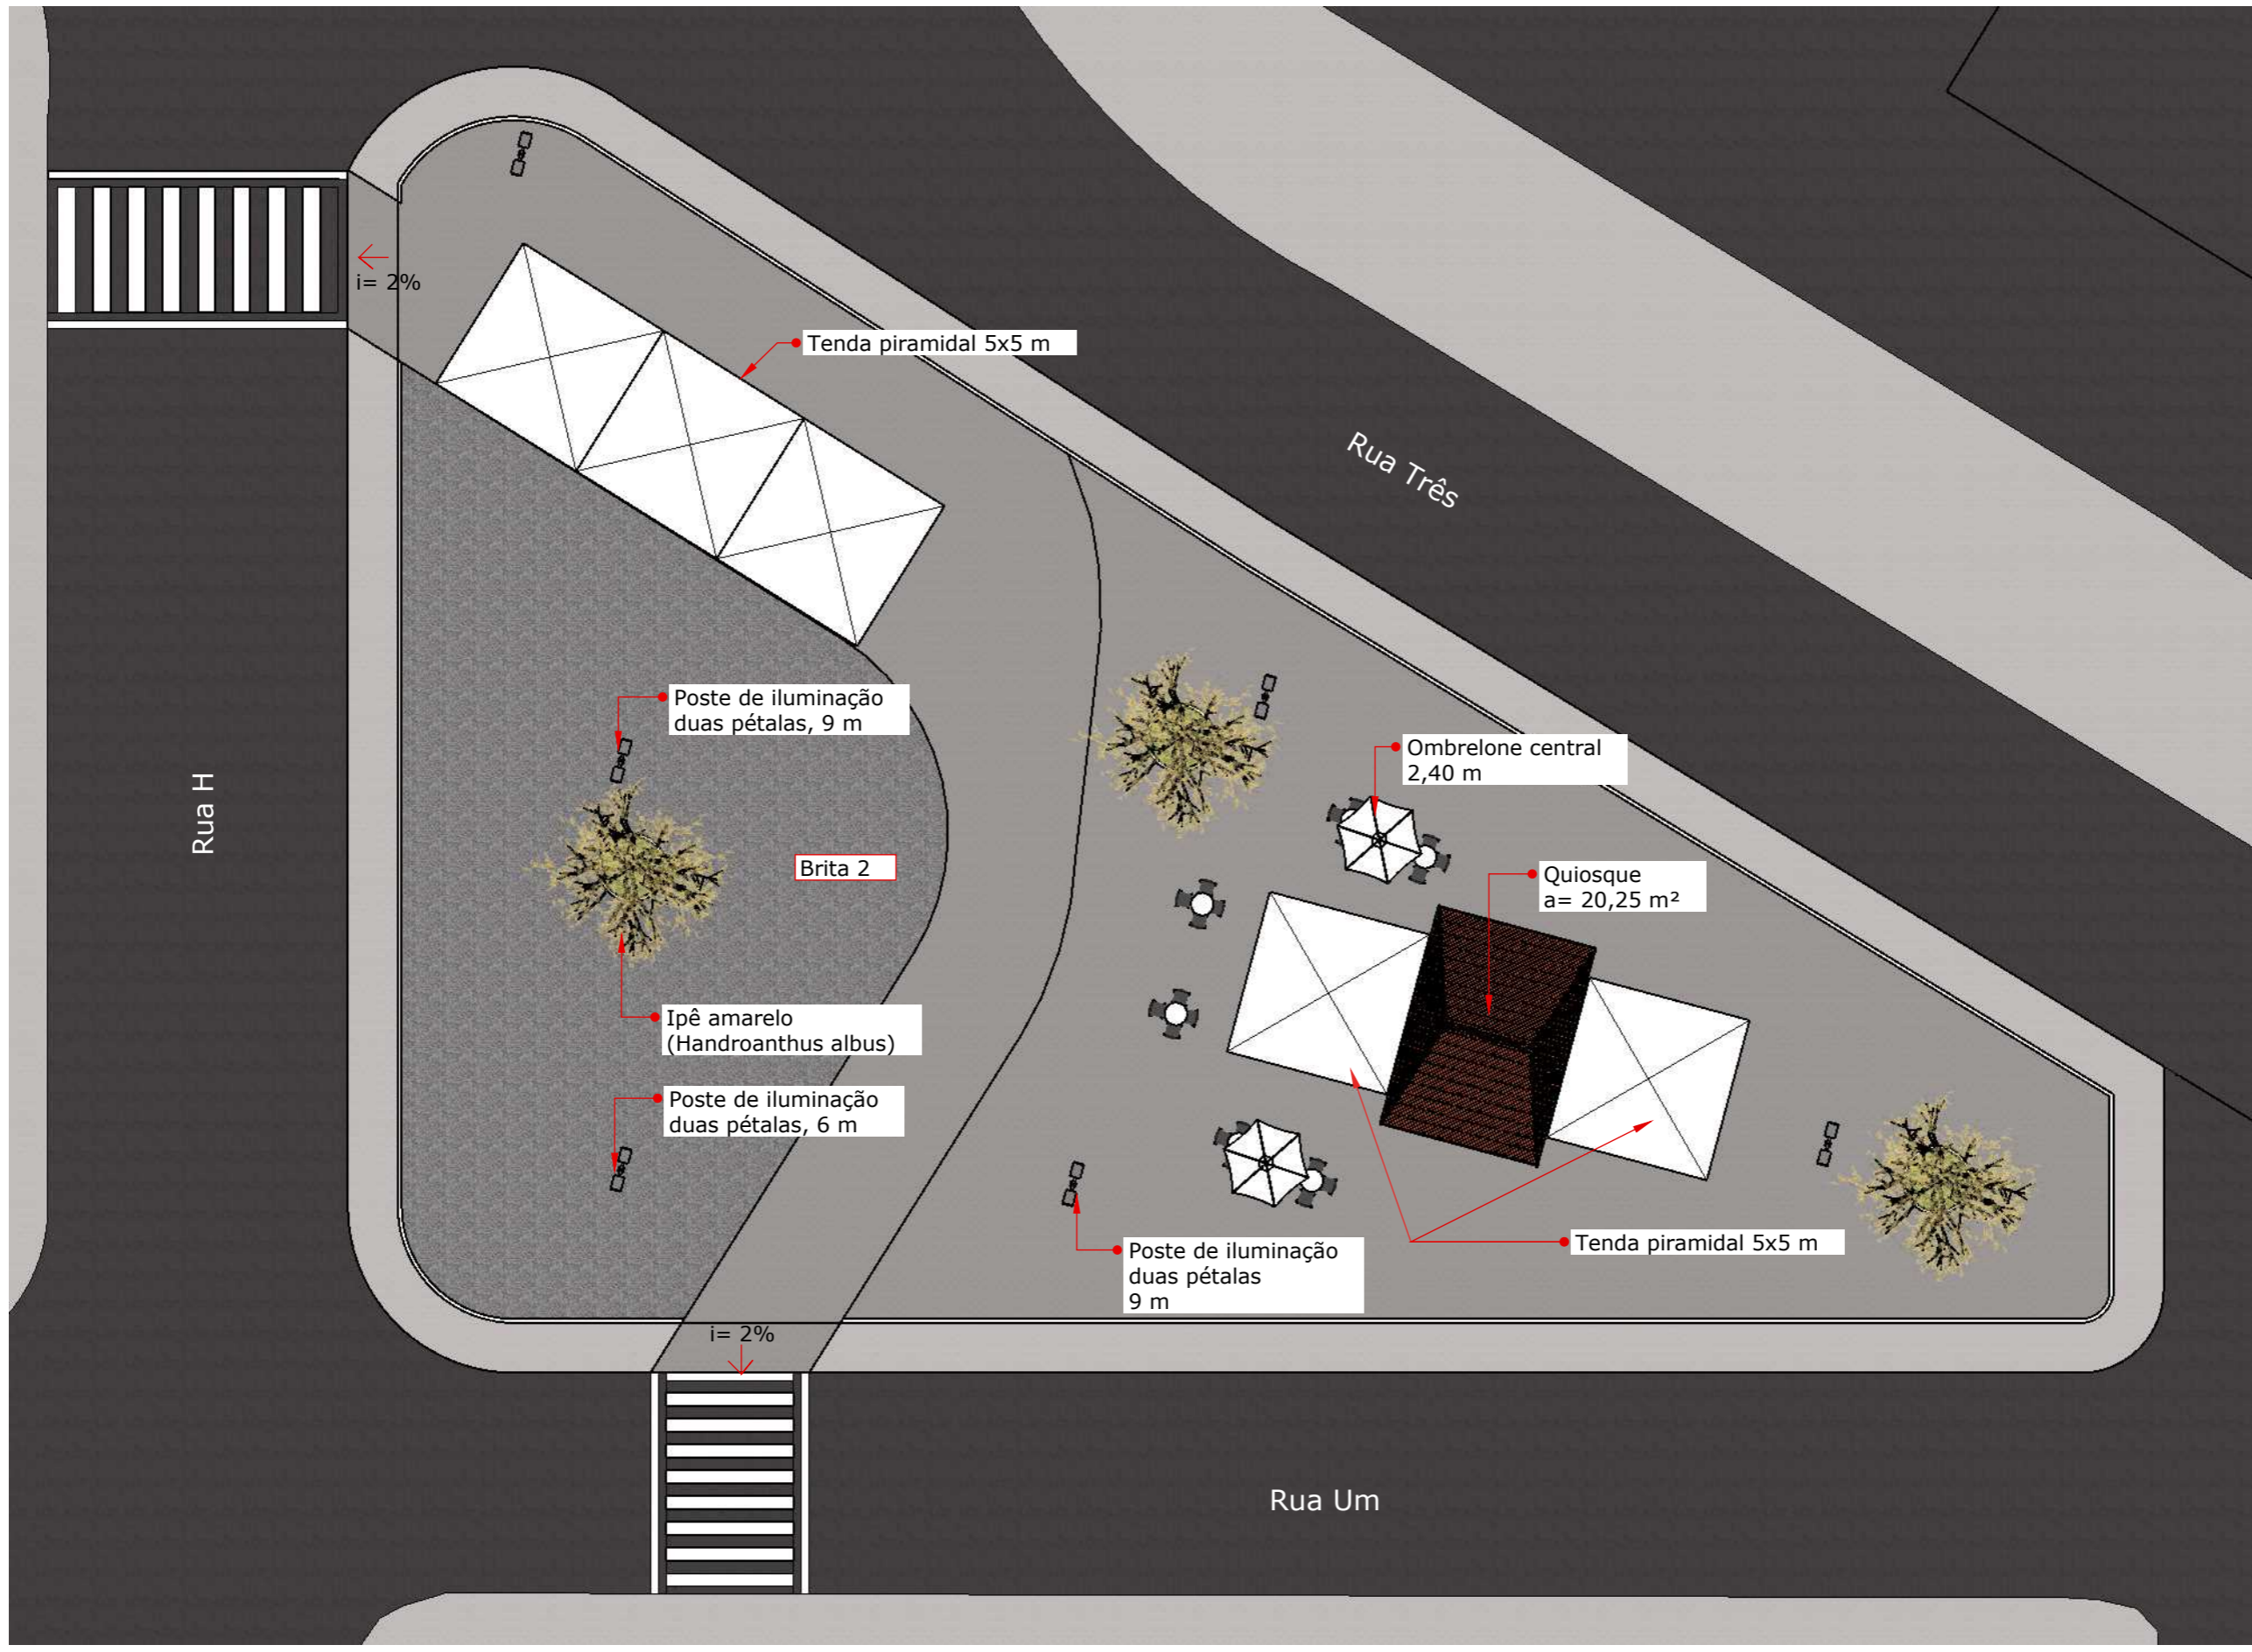 i= 2%
Tenda piramidal 5x5 m
Rua Três
Poste de iluminação
duas pétalas, 9 m
Ombrelone central
2,40 m
Rua H
Brita 2
Quiosque
a= 20,25 m²
Ipê amarelo
(Handroanthus albus)
Poste de iluminação
duas pétalas, 6 m
Poste de iluminação
duas pétalas
9 m
Tenda piramidal 5x5 m
i= 2%
Rua Um